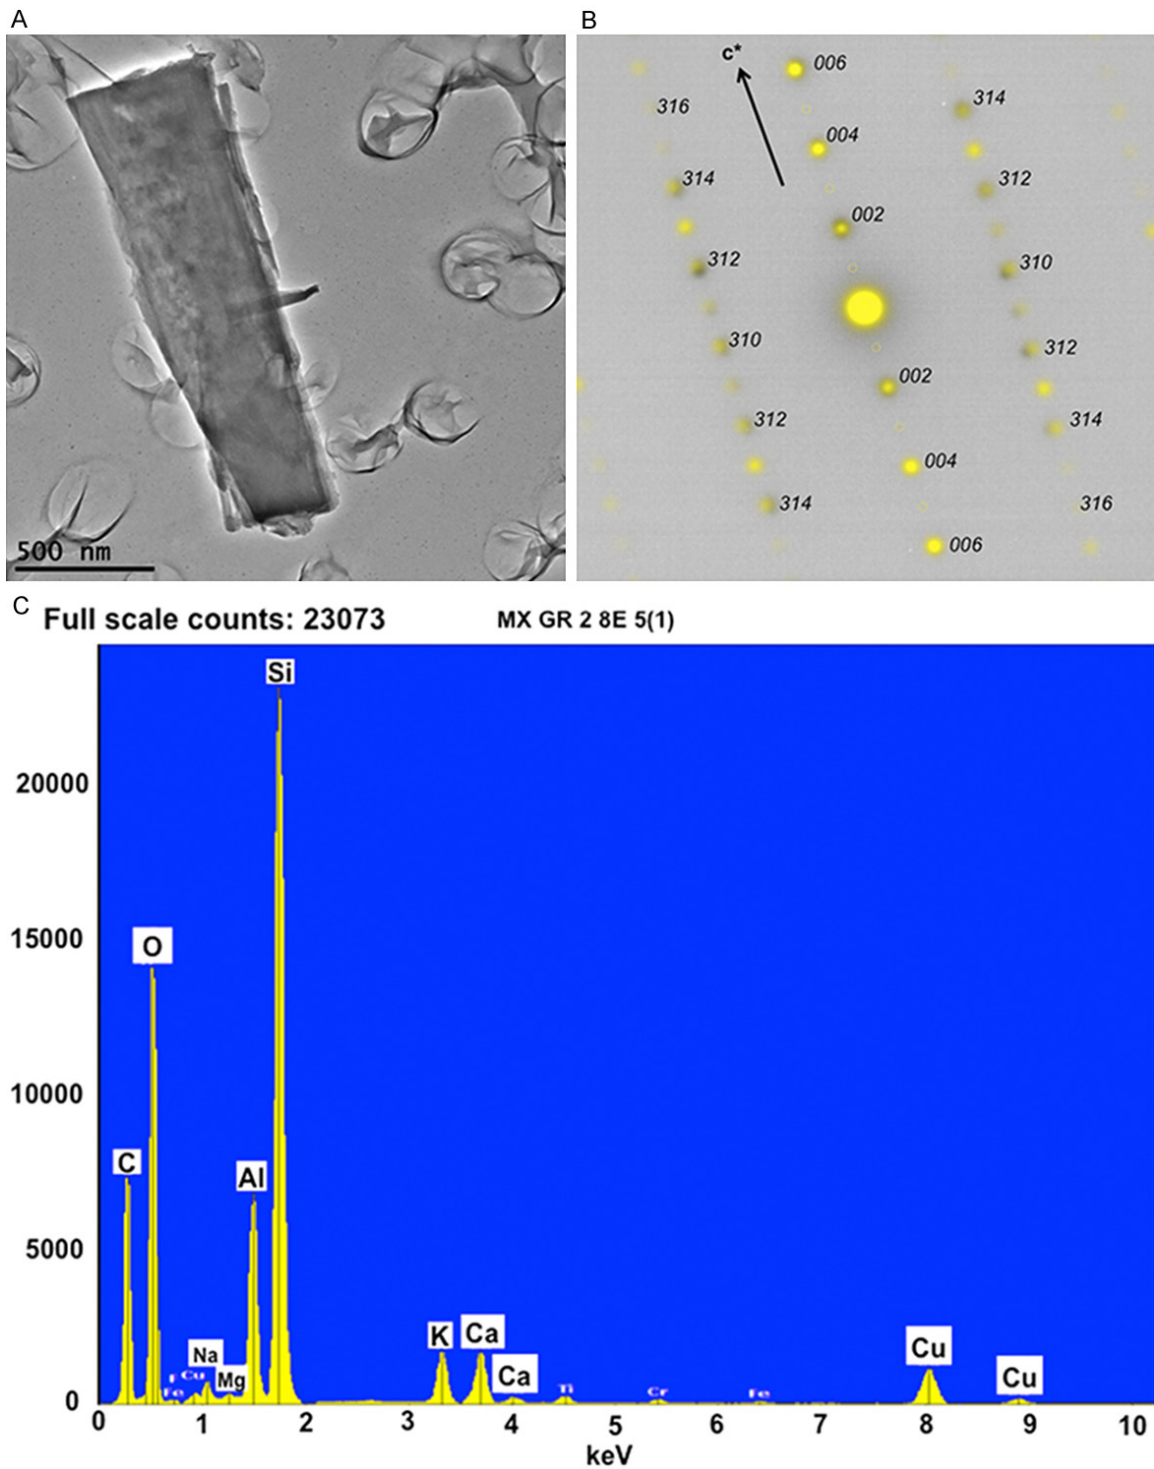 A
500 nm
B
c*
006
316
314
004
314
312
002
312
310
310
002
312
312
004
314
314
316
006
C
Full scale counts: 23073
MX GR 2 8E 5(1)
Si
20000
15000
O
10000
C
Al
5000
Na
F Cu
Mg
Fe
K
Ca
Ca
Ti
Cr
Fe
Cu
Cu
0
0 1 2 3 4 5 6 7 8 9 10
keV